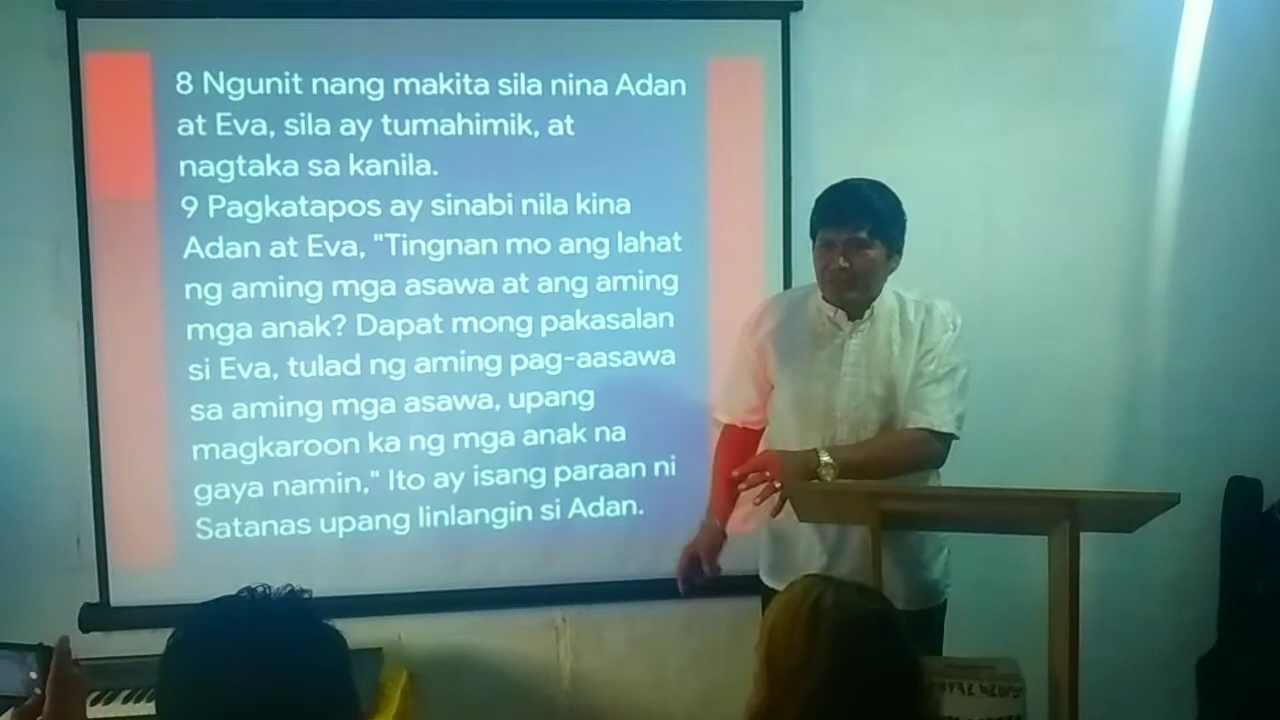 8 Ngunit nang makita sila nina Adan
at Eva, sila ay tumahimik, at
nagtaka sa kanila.
9 Pagkatapos ay sinabi nila kina
Adan at Eva, "Tingnan mo ang lahat
ng aming mga asawa at ang aming
mga anak? Dapat mong pakasalan
si Eva, tulad ng aming pag-aasawa
sa aming mga asawa, upang
magkaroon ka ng mga anak na
gaya namin," Ito ay isang paraan ni
Satanas upang linlangin si Adan.